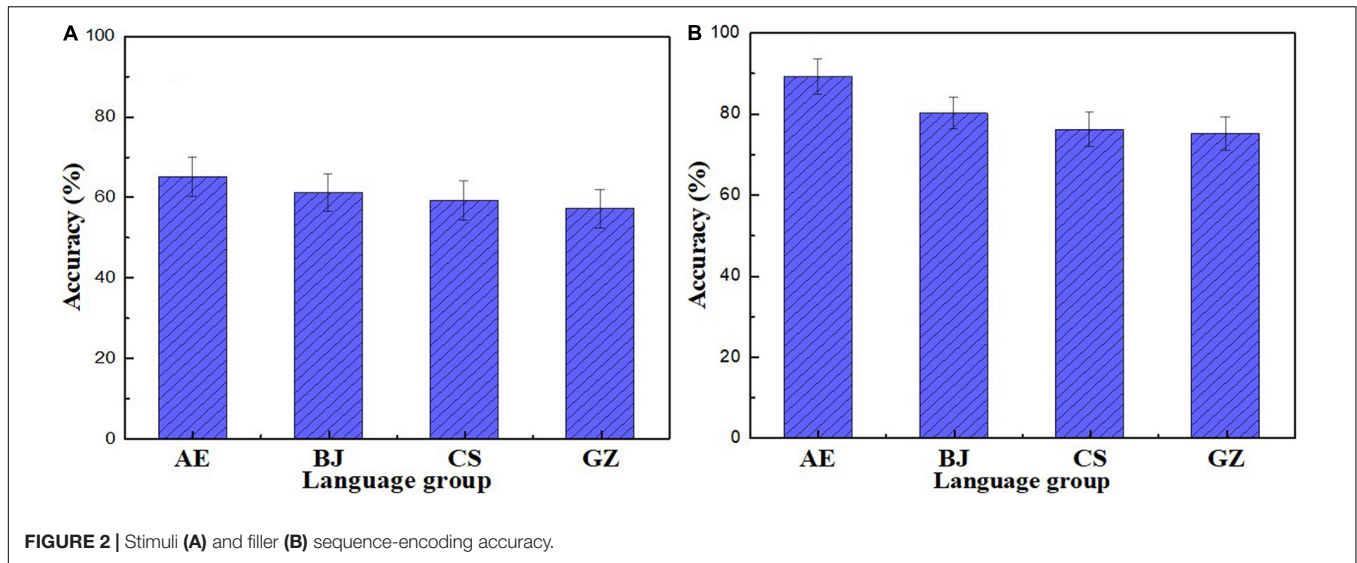 A
100
80
60
40
20
0
Accuracy (%)
AE BJ CS GZ
Language group
B
100
80
60
40
20
0
Accuracy (%)
AE BJ CS GZ
Language group
FIGURE 2 | Stimuli (A) and filler (B) sequence-encoding accuracy.